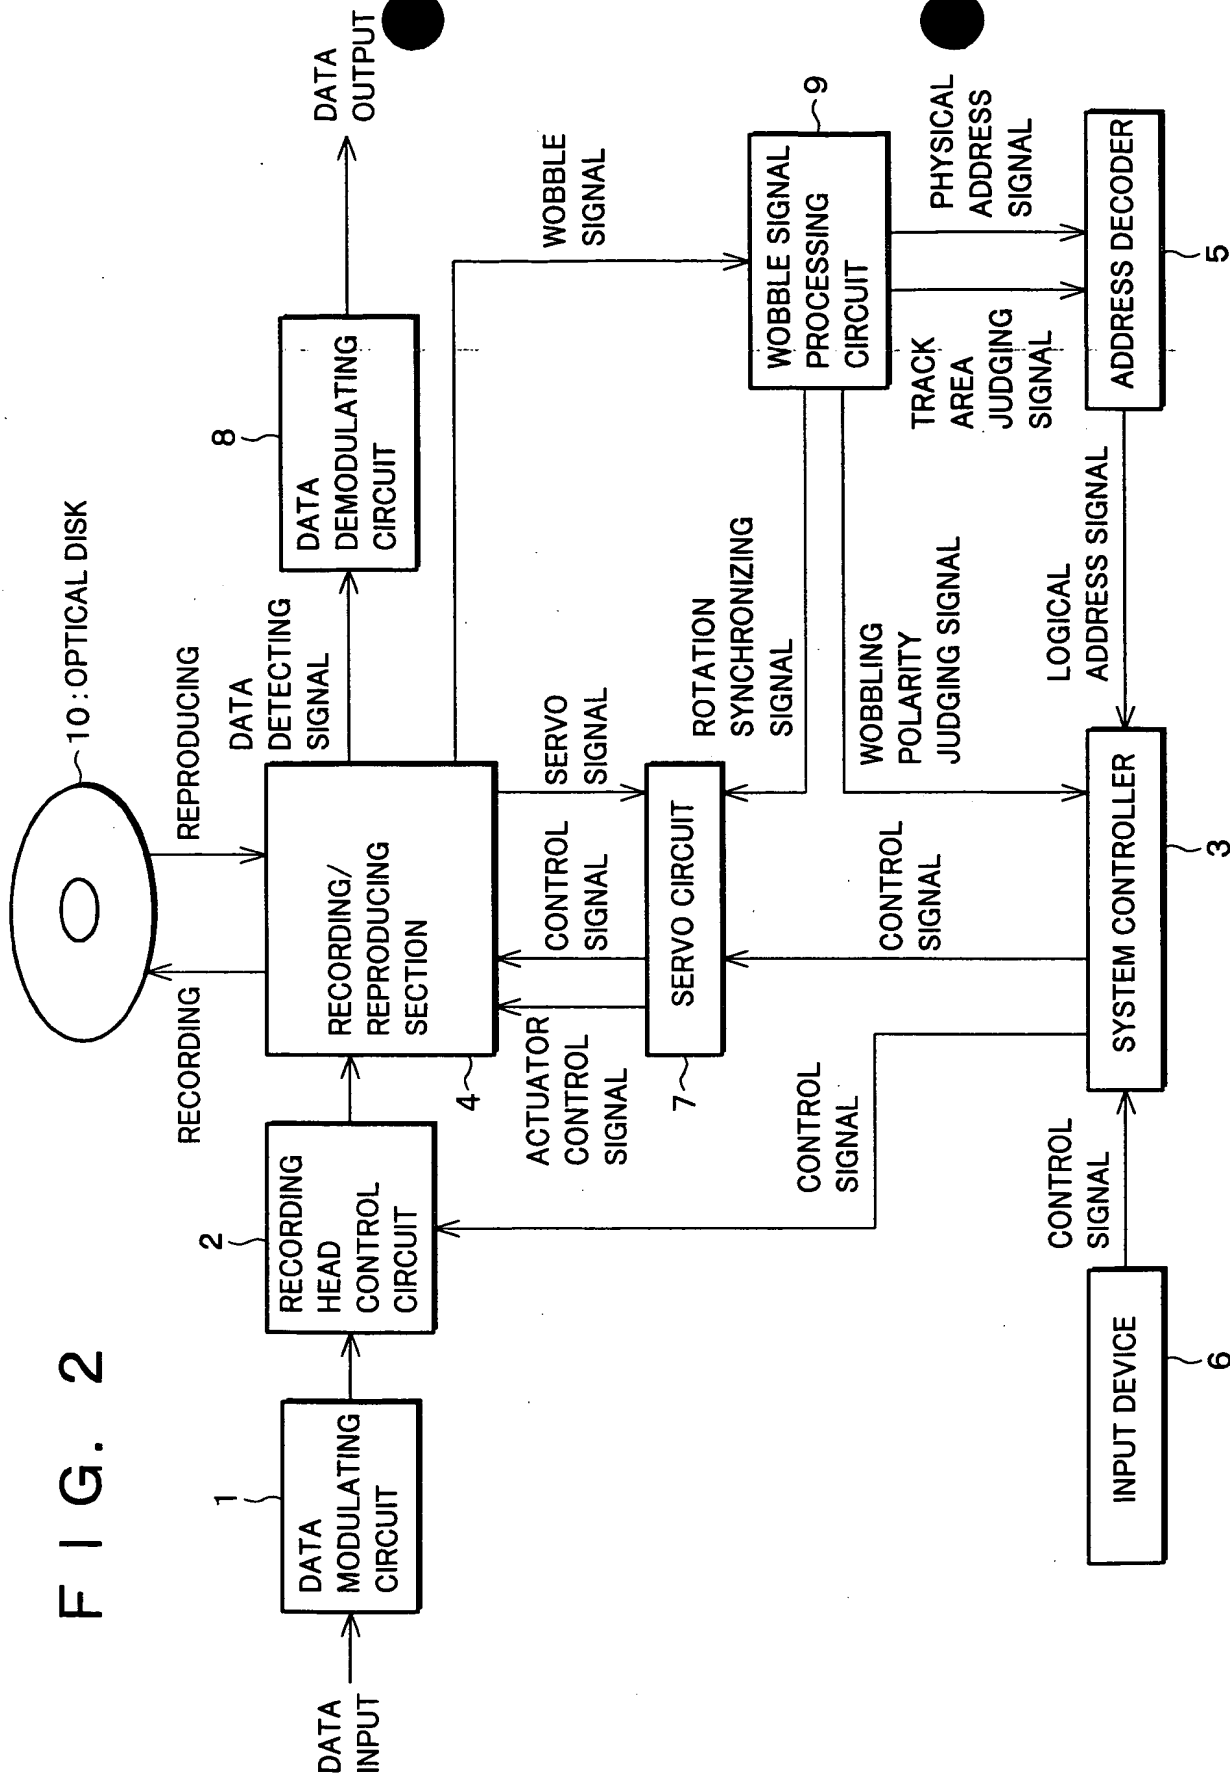 FIG. 2
10: OPTICAL DISK
RECORDING
REPRODUCING
DATA
INPUT
1
DATA
MODULATING
CIRCUIT
2
RECORDING
HEAD
CONTROL
CIRCUIT
RECORDING/
REPRODUCING
SECTION
4
DATA
DETECTING
SIGNAL
8
DATA
DEMODULATING
CIRCUIT
DATA
OUTPUT
ACTUATOR
CONTROL
SIGNAL
CONTROL
SIGNAL
SERVO
SIGNAL
WOBBLE
SIGNAL
7
SERVO CIRCUIT
ROTATION
SYNCHRONIZING
SIGNAL
WOBBLE SIGNAL
PROCESSING
CIRCUIT
9
CONTROL
SIGNAL
CONTROL
SIGNAL
WOBBLING
POLARITY
JUDGING SIGNAL
TRACK
AREA
JUDGING
SIGNAL
PHYSICAL
ADDRESS
SIGNAL
INPUT DEVICE
6
CONTROL
SIGNAL
SYSTEM CONTROLLER
3
LOGICAL
ADDRESS SIGNAL
ADDRESS DECODER
5